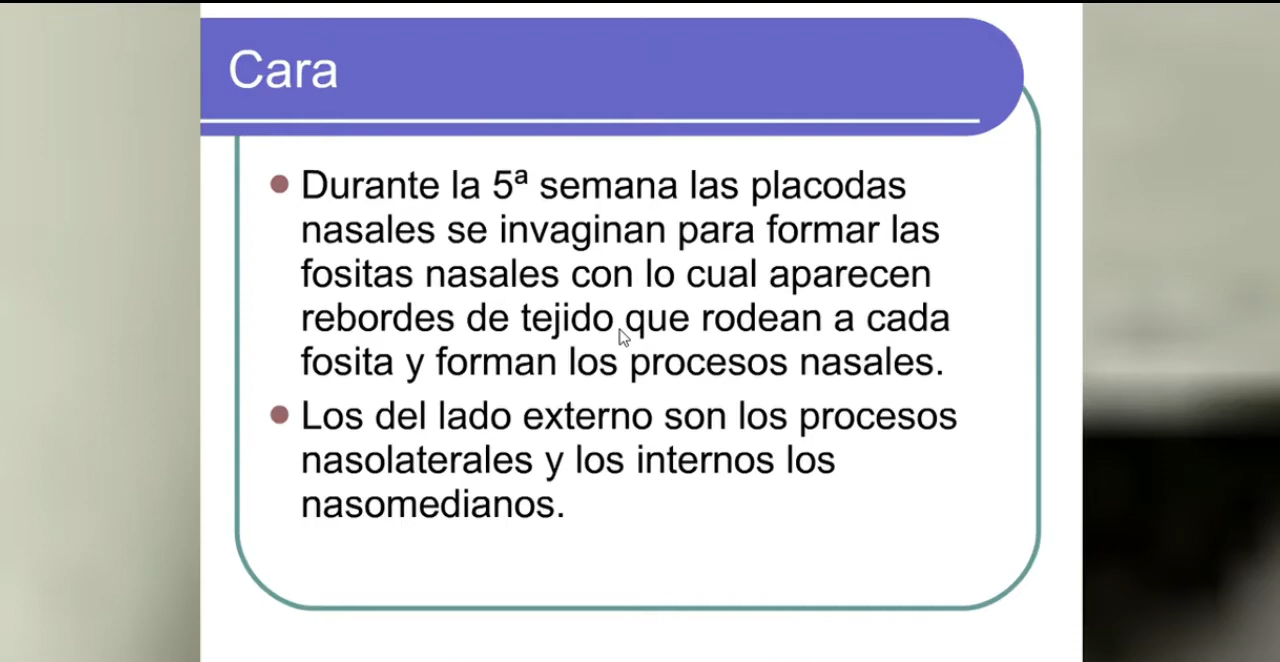 Cara
Durante la 5ª semana las placodas
nasales se invaginan para formar las
fositas nasales con lo cual aparecen
rebordes de tejido que rodean a cada
fosita y forman los procesos nasales.
Los del lado externo son los procesos
nasolaterales y los internos los
nasomedianos.